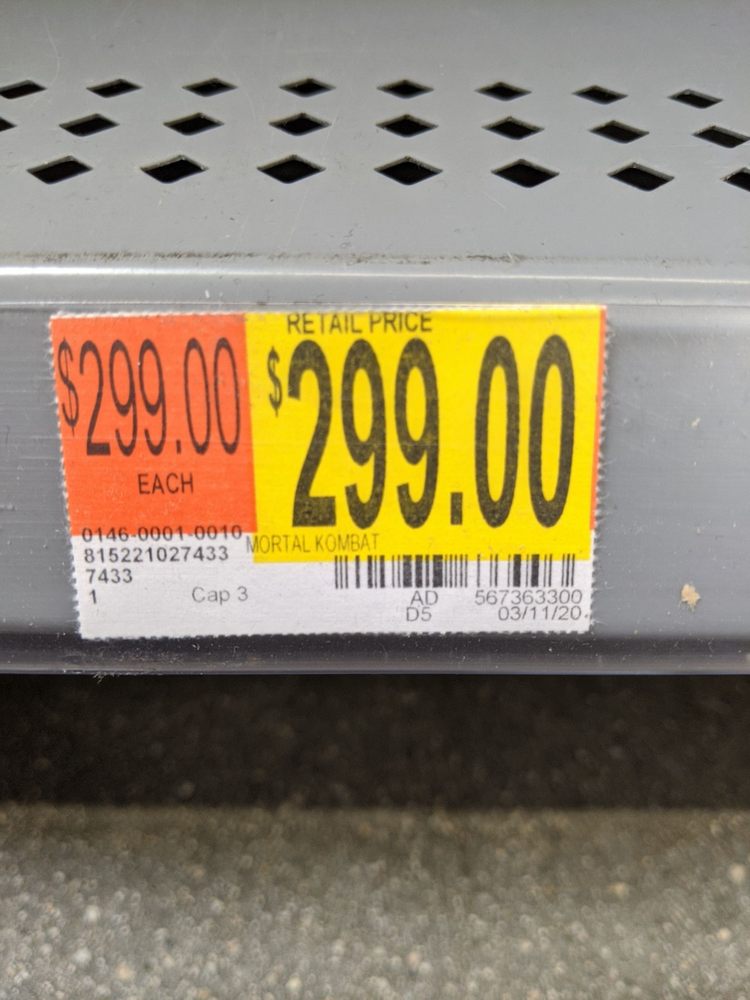 RETAIL PRICE
$299.00
$299.00
EACH
0146-0001-0010
MORTAL KOMBAT
815221027433
7433
1
Cap 3
AD
567363300
D5
03/11/20